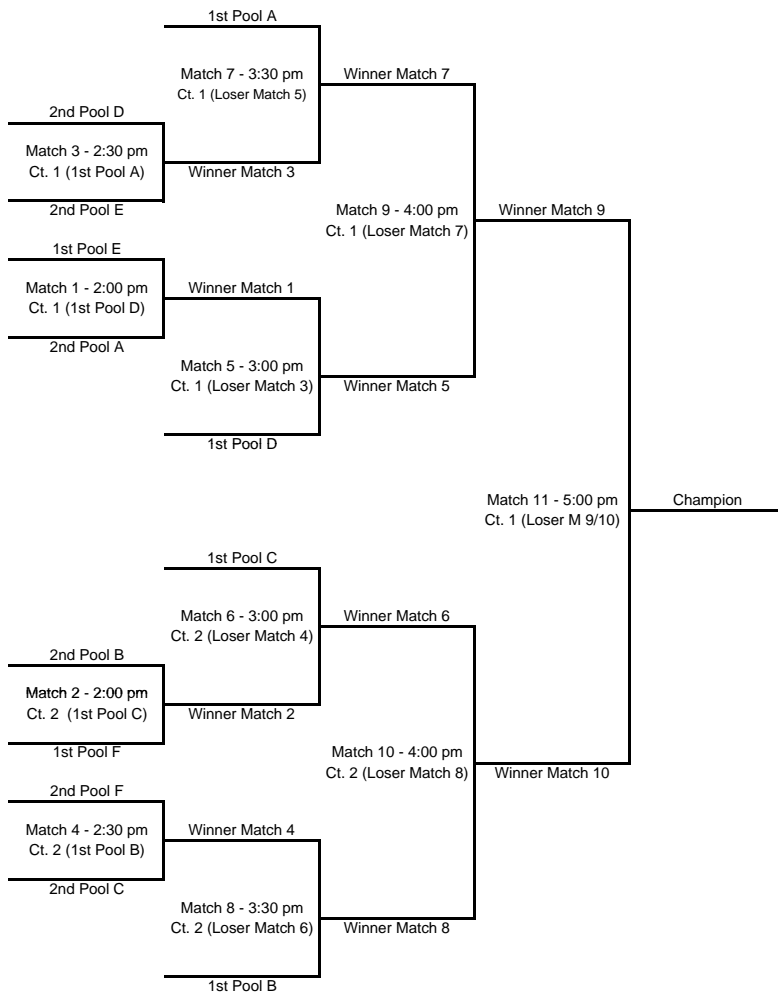 1st Pool A
Match 7 - 3:30 pm
Ct. 1 (Loser Match 5)
Winner Match 7
2nd Pool D
Match 3 - 2:30 pm
Ct. 1 (1st Pool A)
Winner Match 3
2nd Pool E
Match 9 - 4:00 pm
Ct. 1 (Loser Match 7)
Winner Match 9
1st Pool E
Match 1 - 2:00 pm
Ct. 1 (1st Pool D)
Winner Match 1
2nd Pool A
Match 5 - 3:00 pm
Ct. 1 (Loser Match 3)
Winner Match 5
1st Pool D
Match 11 - 5:00 pm
Ct. 1 (Loser M 9/10)
Champion
1st Pool C
Match 6 - 3:00 pm
Ct. 2 (Loser Match 4)
Winner Match 6
2nd Pool B
Match 2 - 2:00 pm
Ct. 2  (1st Pool C)
Winner Match 2
1st Pool F
Match 10 - 4:00 pm
Ct. 2 (Loser Match 8)
Winner Match 10
2nd Pool F
Match 4 - 2:30 pm
Ct. 2 (1st Pool B)
Winner Match 4
2nd Pool C
Match 8 - 3:30 pm
Ct. 2 (Loser Match 6)
Winner Match 8
1st Pool B